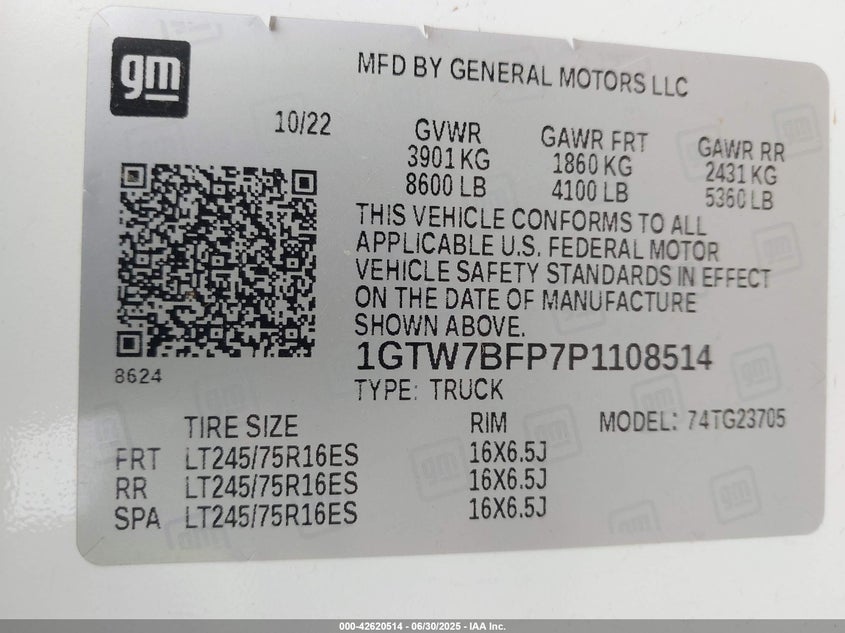 gm
MFD BY GENERAL MOTORS LLC
10/22
GVWR GAWR FRT GAWR RR
3901 KG 1860 KG 2431 KG
8600 LB 4100 LB 5360 LB
THIS VEHICLE CONFORMS TO ALL
APPLICABLE U.S. FEDERAL MOTOR
VEHICLE SAFETY STANDARDS IN EFFECT
ON THE DATE OF MANUFACTURE
SHOWN ABOVE.
1GTW7BFP7P1108514
8624
TYPE: TRUCK
TIRE SIZE RIM MODEL: 74TG23705
FRT LT245/75R16ES 16X6.5J
RR LT245/75R16ES 16X6.5J
SPA LT245/75R16ES 16X6.5J
000-42620514 - 06/30/2025 - IAA Inc.